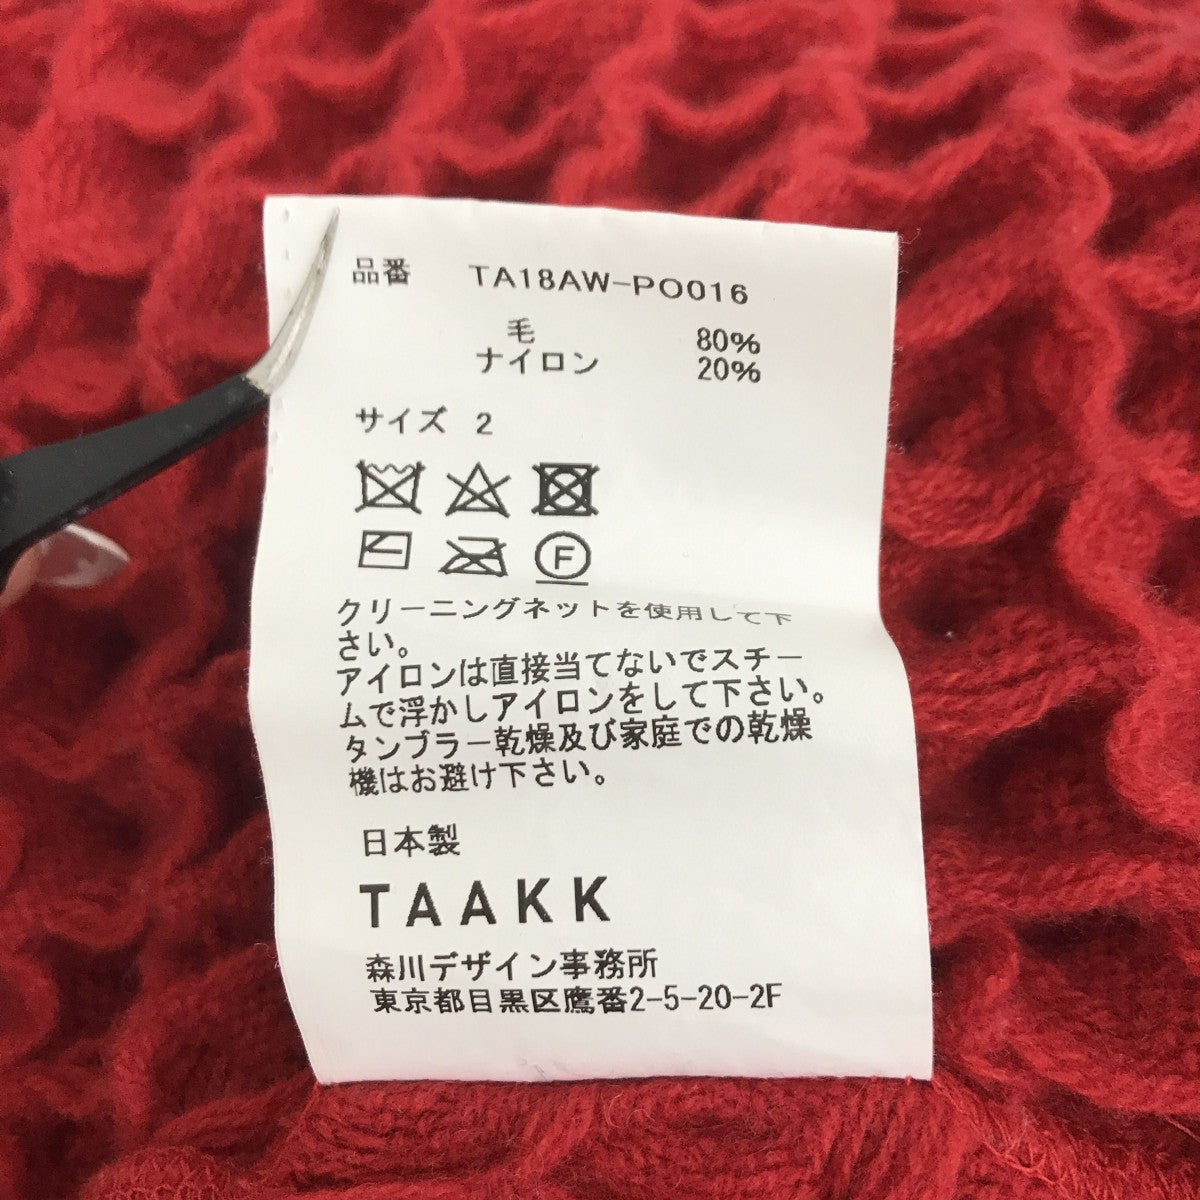 品番 TA18AW-PO016
毛 80%
ナイロン 20%
サイズ 2
F
クリーニングネットを使用して下
さい。
アイロンは直接当てないでスチー
ムで浮かしアイロンをして下さい。
タンブラー乾燥及び家庭での乾燥
機はお避け下さい。
日本製
TAAKK
森川デザイン事務所
東京都目黒区鷹番2-5-20-2F